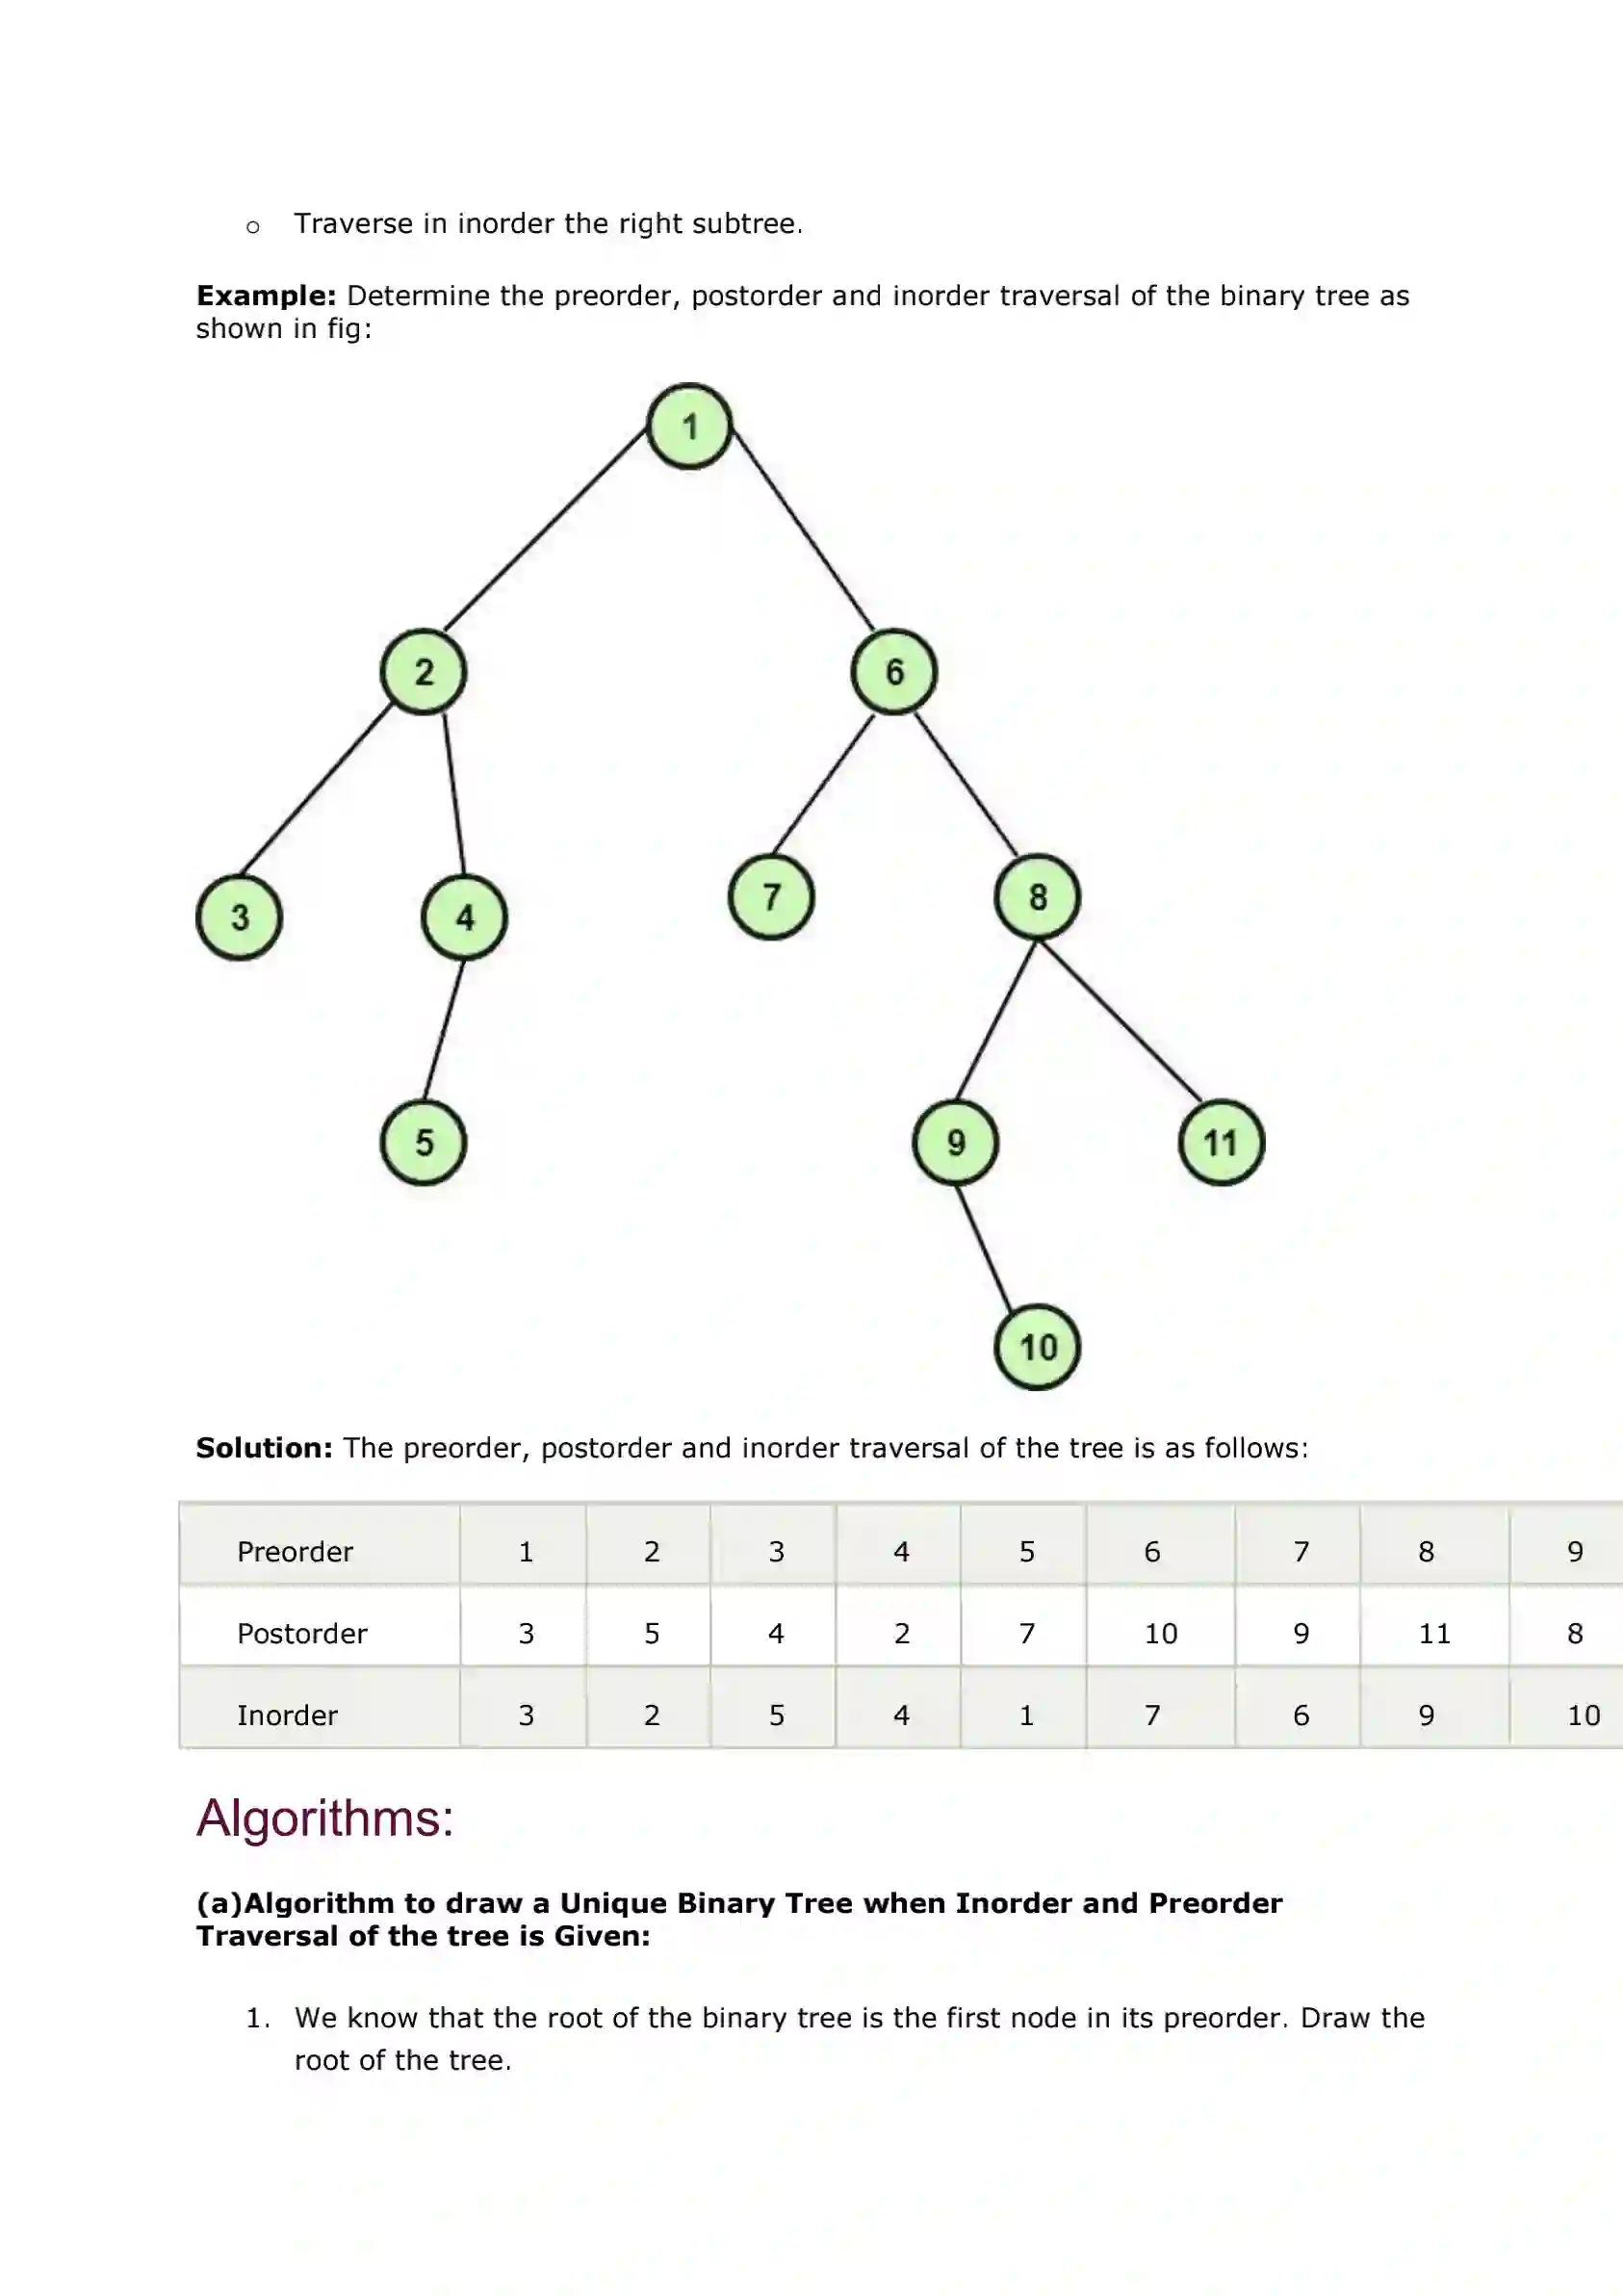 o Traverse in inorder the right subtree.
Example: Determine the preorder, postorder and inorder traversal of the binary tree as
shown in fig:
1
2 6
3 4 7 8
5 9 11
10
Solution: The preorder, postorder and inorder traversal of the tree is as follows:
Preorder 1 2 3 4 5 6 7 8 9
Postorder 3 5 4 2 7 10 9 11 8
Inorder 3 2 5 4 1 7 6 9 10
Algorithms:
(a)Algorithm to draw a Unique Binary Tree when Inorder and Preorder
Traversal of the tree is Given:
1. We know that the root of the binary tree is the first node in its preorder. Draw the
root of the tree.